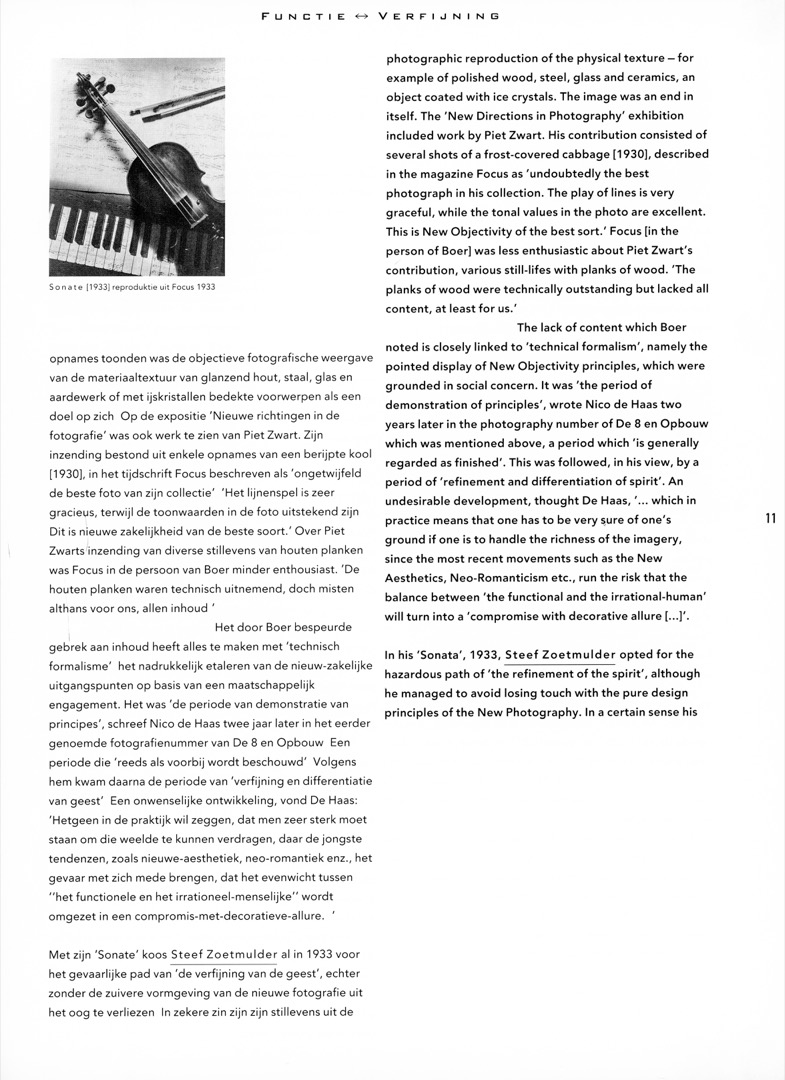 Functie ↔ Verfijning
Sonate [1933] reproduktie uit Focus 1933
opnames toonden was de objectieve fotografische weergave
van de materiaaltextuur van glanzend hout, staal, glas en
aardewerk of met ijskristallen bedekte voorwerpen als een
doel op zich  Op de expositie 'Nieuwe richtingen in de
fotografie' was ook werk te zien van Piet Zwart. Zijn
inzending bestond uit enkele opnamen van een berijpte kool
[1930], in het tijdschrift Focus beschreven als 'ongetwijfeld
de beste foto van zijn collectie'  'Het lijnenspel is zeer
gracieus, terwijl de toonwaarden in de foto uitstekend zijn
Dit is nieuwe zakelijkheid van de beste soort.' Over Piet
Zwarts inzending van diverse stillevens van houten planken
was Focus in de persoon van Boer minder enthousiast. 'De
houten planken waren technisch uitnemend, doch misten
althans voor ons, allen inhoud '
Het door Boer bespeurde
gebrek aan inhoud heeft alles te maken met 'technisch
formalisme'  het nadrukkelijk etaleren van de nieuw-zakelijke
uitgangspunten op basis van een maatschappelijk
engagement. Het was 'de periode van demonstratie van
principes', schreef Nico de Haas twee jaar later in het eerder
genoemde fotografienummer van De 8 en Opbouw  Een
periode die 'reeds als voorbij wordt beschouwd'  Volgens
hem kwam daarna de periode van 'verfijning en differentiatie
van geest'  Een onwenselijke ontwikkeling, vond De Haas:
'Hetgeen in de praktijk wil zeggen, dat men zeer sterk moet
staan om die weelde te kunnen verdragen, daar de jongste
tendenzen, zoals nieuwe-aesthetiek, neo-romantiek enz., het
gevaar met zich mede brengen, dat het evenwicht tussen
''het functionele en het irrationeel-menselijke'' wordt
omgezet in een compromis-met-decoratieve-allure.  '
Met zijn 'Sonate' koos Steef Zoetmulder al in 1933 voor
het gevaarlijke pad van 'de verfijning van de geest', echter
zonder de zuivere vormgeving van de nieuwe fotografie uit
het oog te verliezen  In zekere zin zijn zijn stillevens uit de
photographic reproduction of the physical texture – for
example of polished wood, steel, glass and ceramics, an
object coated with ice crystals. The image was an end in
itself. The 'New Directions in Photography' exhibition
included work by Piet Zwart. His contribution consisted of
several shots of a frost-covered cabbage [1930], described
in the magazine Focus as 'undoubtedly the best
photograph in his collection. The play of lines is very
graceful, while the tonal values in the photo are excellent.
This is New Objectivity of the best sort.' Focus [in the
person of Boer] was less enthusiastic about Piet Zwart's
contribution, various still-lifes with planks of wood. 'The
planks of wood were technically outstanding but lacked all
content, at least for us.'
The lack of content which Boer
noted is closely linked to 'technical formalism', namely the
pointed display of New Objectivity principles, which were
grounded in social concern. It was 'the period of
demonstration of principles', wrote Nico de Haas two
years later in the photography number of De 8 en Opbouw
which was mentioned above, a period which 'is generally
regarded as finished'. This was followed, in his view, by a
period of 'refinement and differentiation of spirit'. An
undesirable development, thought De Haas, '... which in
practice means that one has to be very sure of one's
ground if one is to handle the richness of the imagery,
since the most recent movements such as the New
Aesthetics, Neo-Romanticism etc., run the risk that the
balance between 'the functional and the irrational-human'
will turn into a 'compromise with decorative allure [...]'.
In his 'Sonata', 1933, Steef Zoetmulder opted for the
hazardous path of 'the refinement of the spirit', although
he managed to avoid losing touch with the pure design
principles of the New Photography. In a certain sense his
11